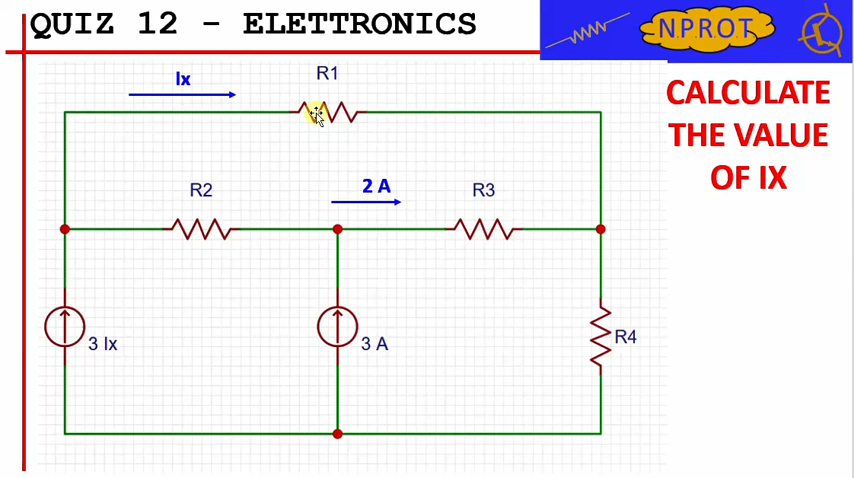 QUIZ 12 - ELETTRONICS
NPROT
Ix
R1
CALCULATE
THE VALUE
OF IX
R2
2 A
R3
3 Ix
3 A
R4